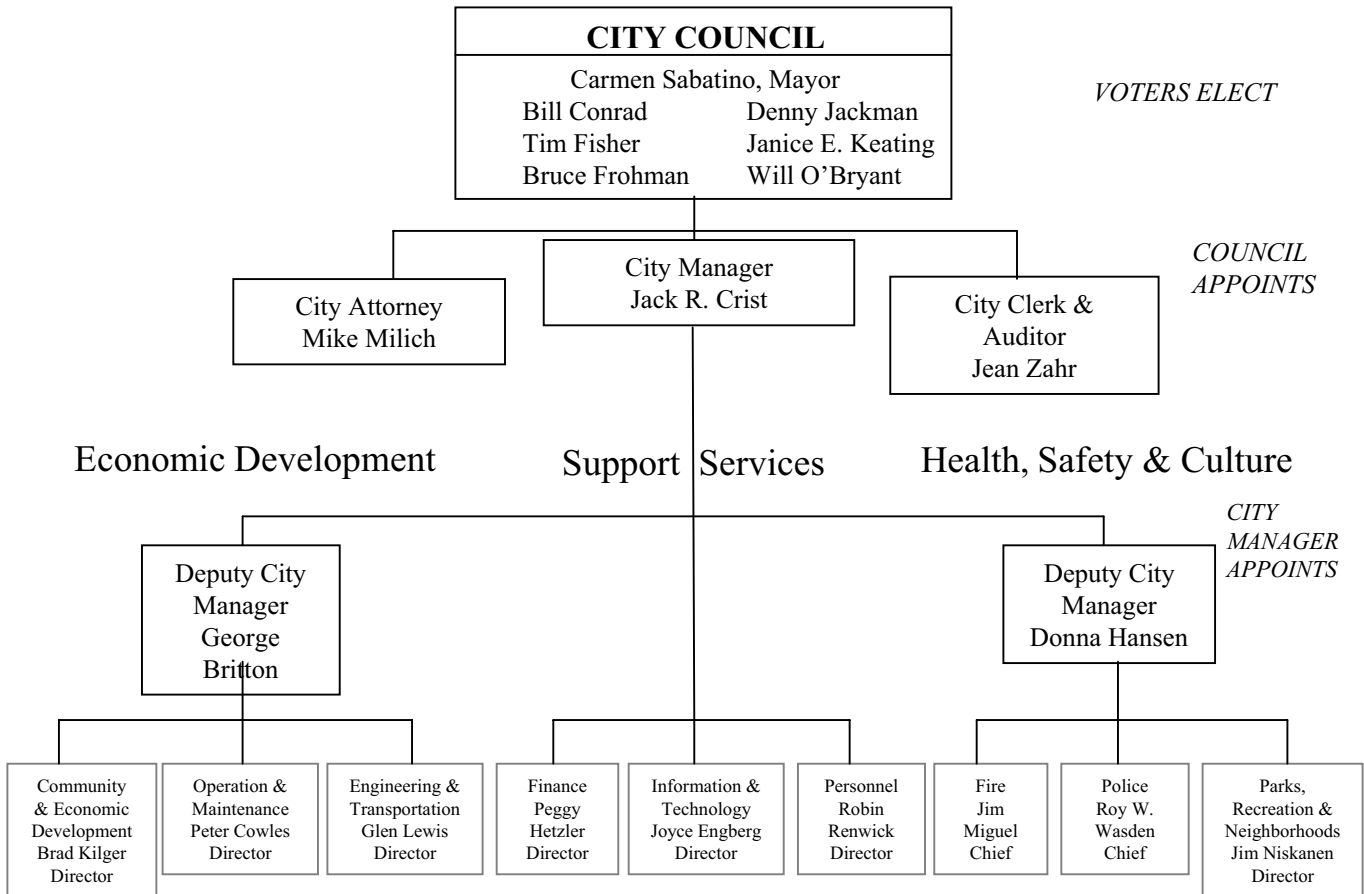 CITY COUNCIL
Carmen Sabatino, Mayor
Bill Conrad Denny Jackman
Tim Fisher Janice E. Keating
Bruce Frohman Will O’Bryant
VOTERS ELECT
City Attorney
Mike Milich
City Manager
Jack R. Crist
City Clerk &
Auditor
Jean Zahr
COUNCIL
APPOINTS
Economic Development
Support Services
Health, Safety & Culture
CITY
MANAGER
APPOINTS
Deputy City
Manager
George
Britton
Deputy City
Manager
Donna Hansen
Community
& Economic
Development
Brad Kilger
Director
Operation &
Maintenance
Peter Cowles
Director
Engineering &
Transportation
Glen Lewis
Director
Finance
Peggy
Hetzler
Director
Information &
Technology
Joyce Engberg
Director
Personnel
Robin
Renwick
Director
Fire
Jim
Miguel
Chief
Police
Roy W.
Wasden
Chief
Parks,
Recreation &
Neighborhoods
Jim Niskanen
Director